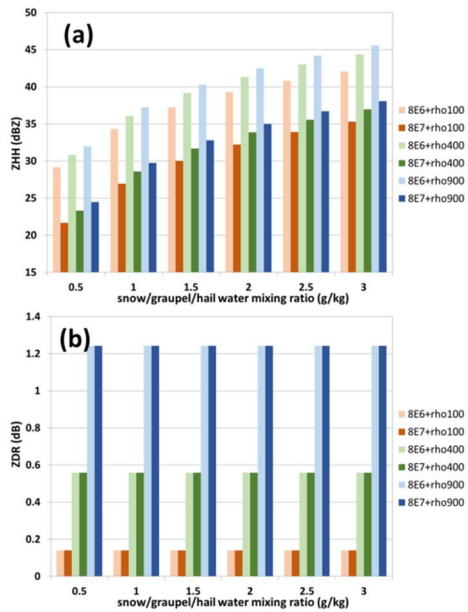 50
(a)
45
40
ZHH (dBZ)
35
30
25
20
15
0.5 1 1.5 2 2.5 3
snow/graupel/hail water mixing ratio (g/kg)
8E6+rho100
8E7+rho100
8E6+rho400
8E7+rho400
8E6+rho900
8E7+rho900
1.4
(b)
1.2
1
ZDR (dB)
0.8
0.6
0.4
0.2
0
0.5 1 1.5 2 2.5 3
snow/graupel/hail water mixing ratio (g/kg)
8E6+rho100
8E7+rho100
8E6+rho400
8E7+rho400
8E6+rho900
8E7+rho900